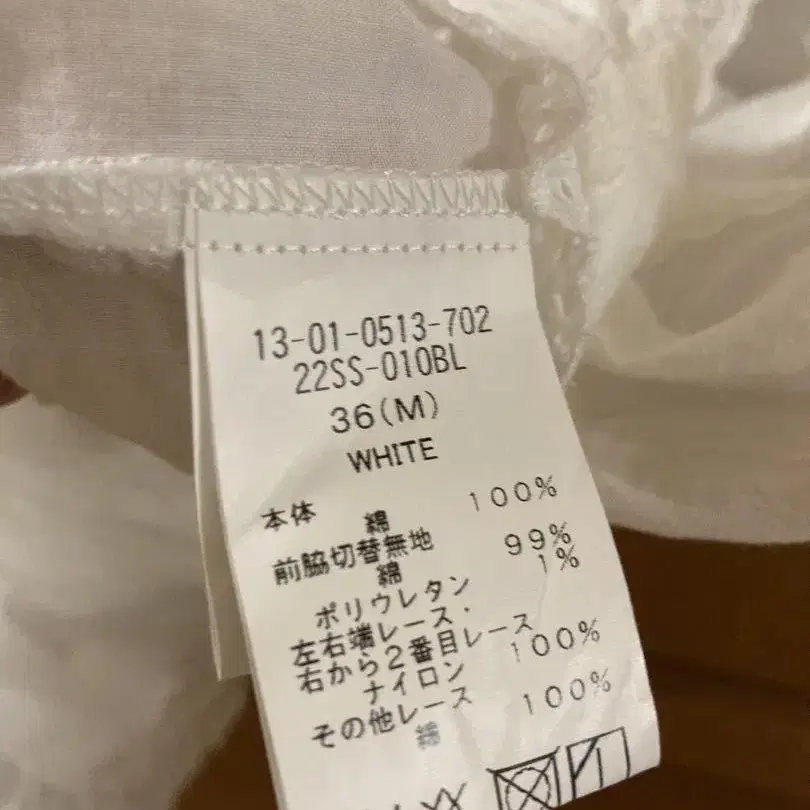 13-01-0513-702
22SS-010BL
36(M)
WHITE
本体
綿 100%
前脇切替無地
綿 99%
ポリウレタン 1%
左右端レース・
右から2番目レース
ナイロン 100%
その他レース
綿 100%